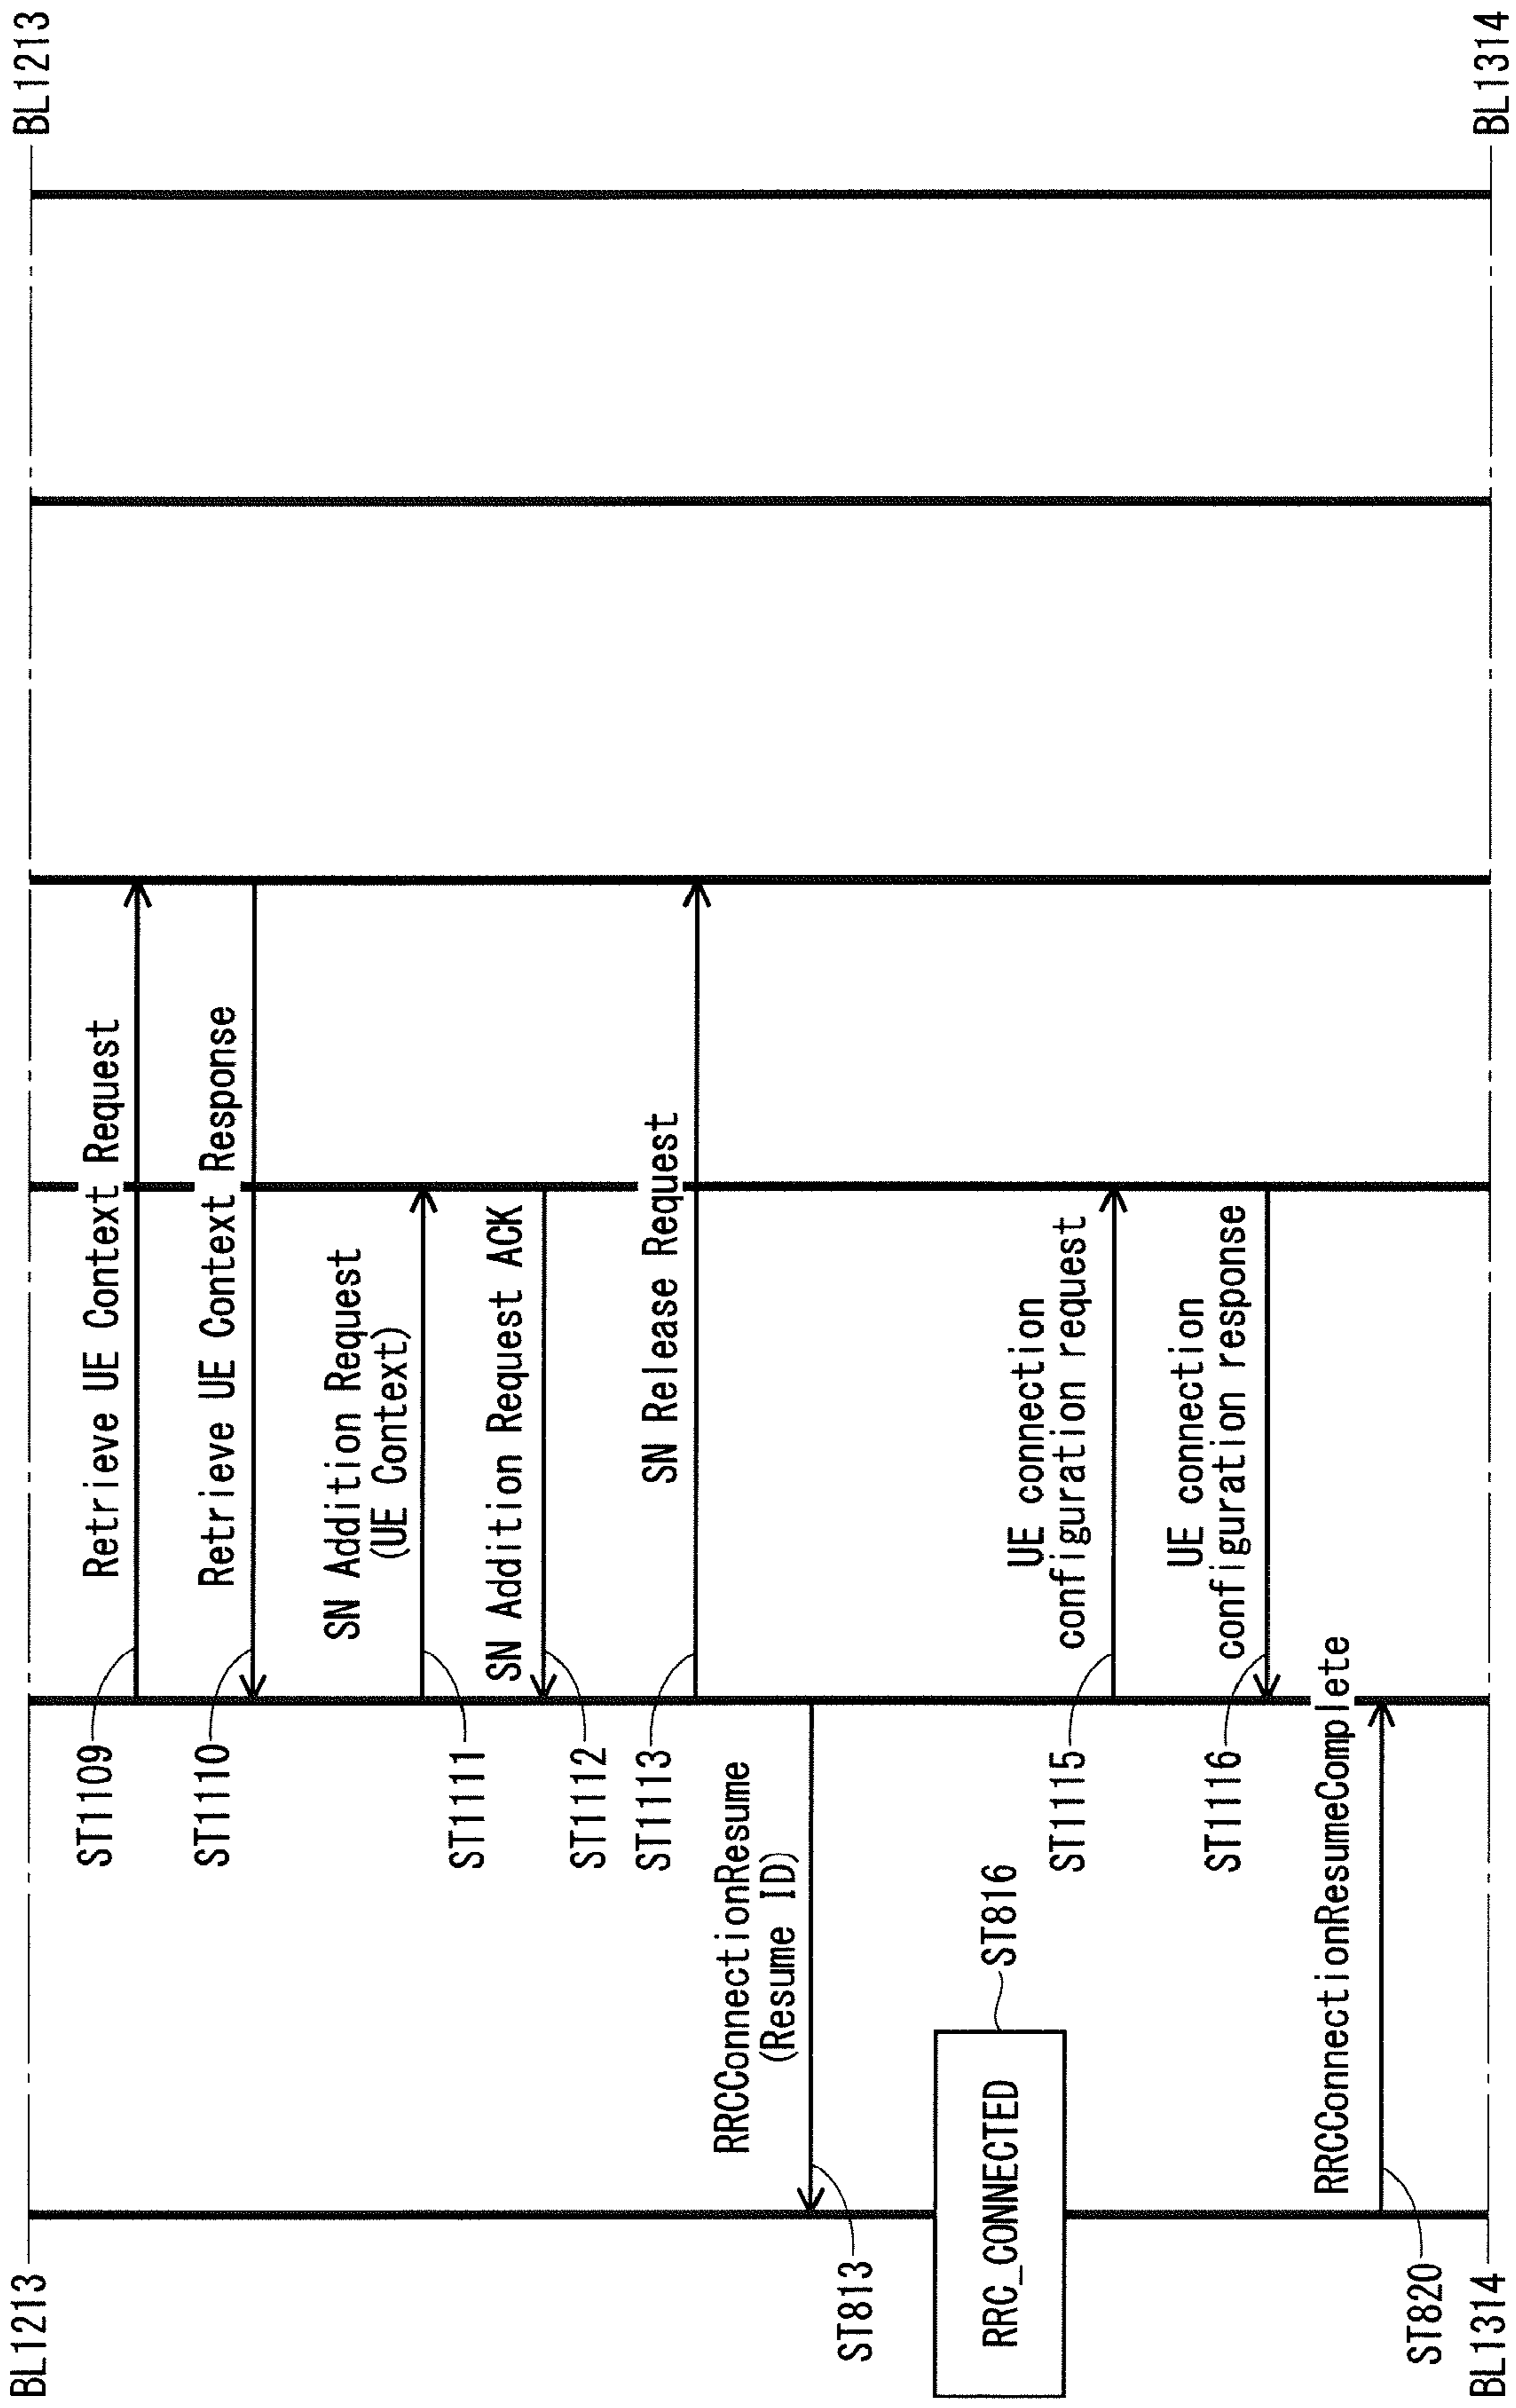 BL1213
BL1213
Retrieve UE Context Request
ST1109
Retrieve UE Context Response
ST1110
SN Addition Request
(UE Context)
ST1111
SN Addition Request ACK
ST1112
SN Release Request
ST1113
RRCConnectionResume
(Resume ID)
ST813
RRC_CONNECTED
ST816
UE connection
configuration request
ST1115
UE connection
configuration response
ST1116
RRCConnectionResumeComplete
ST820
BL1314
BL1314